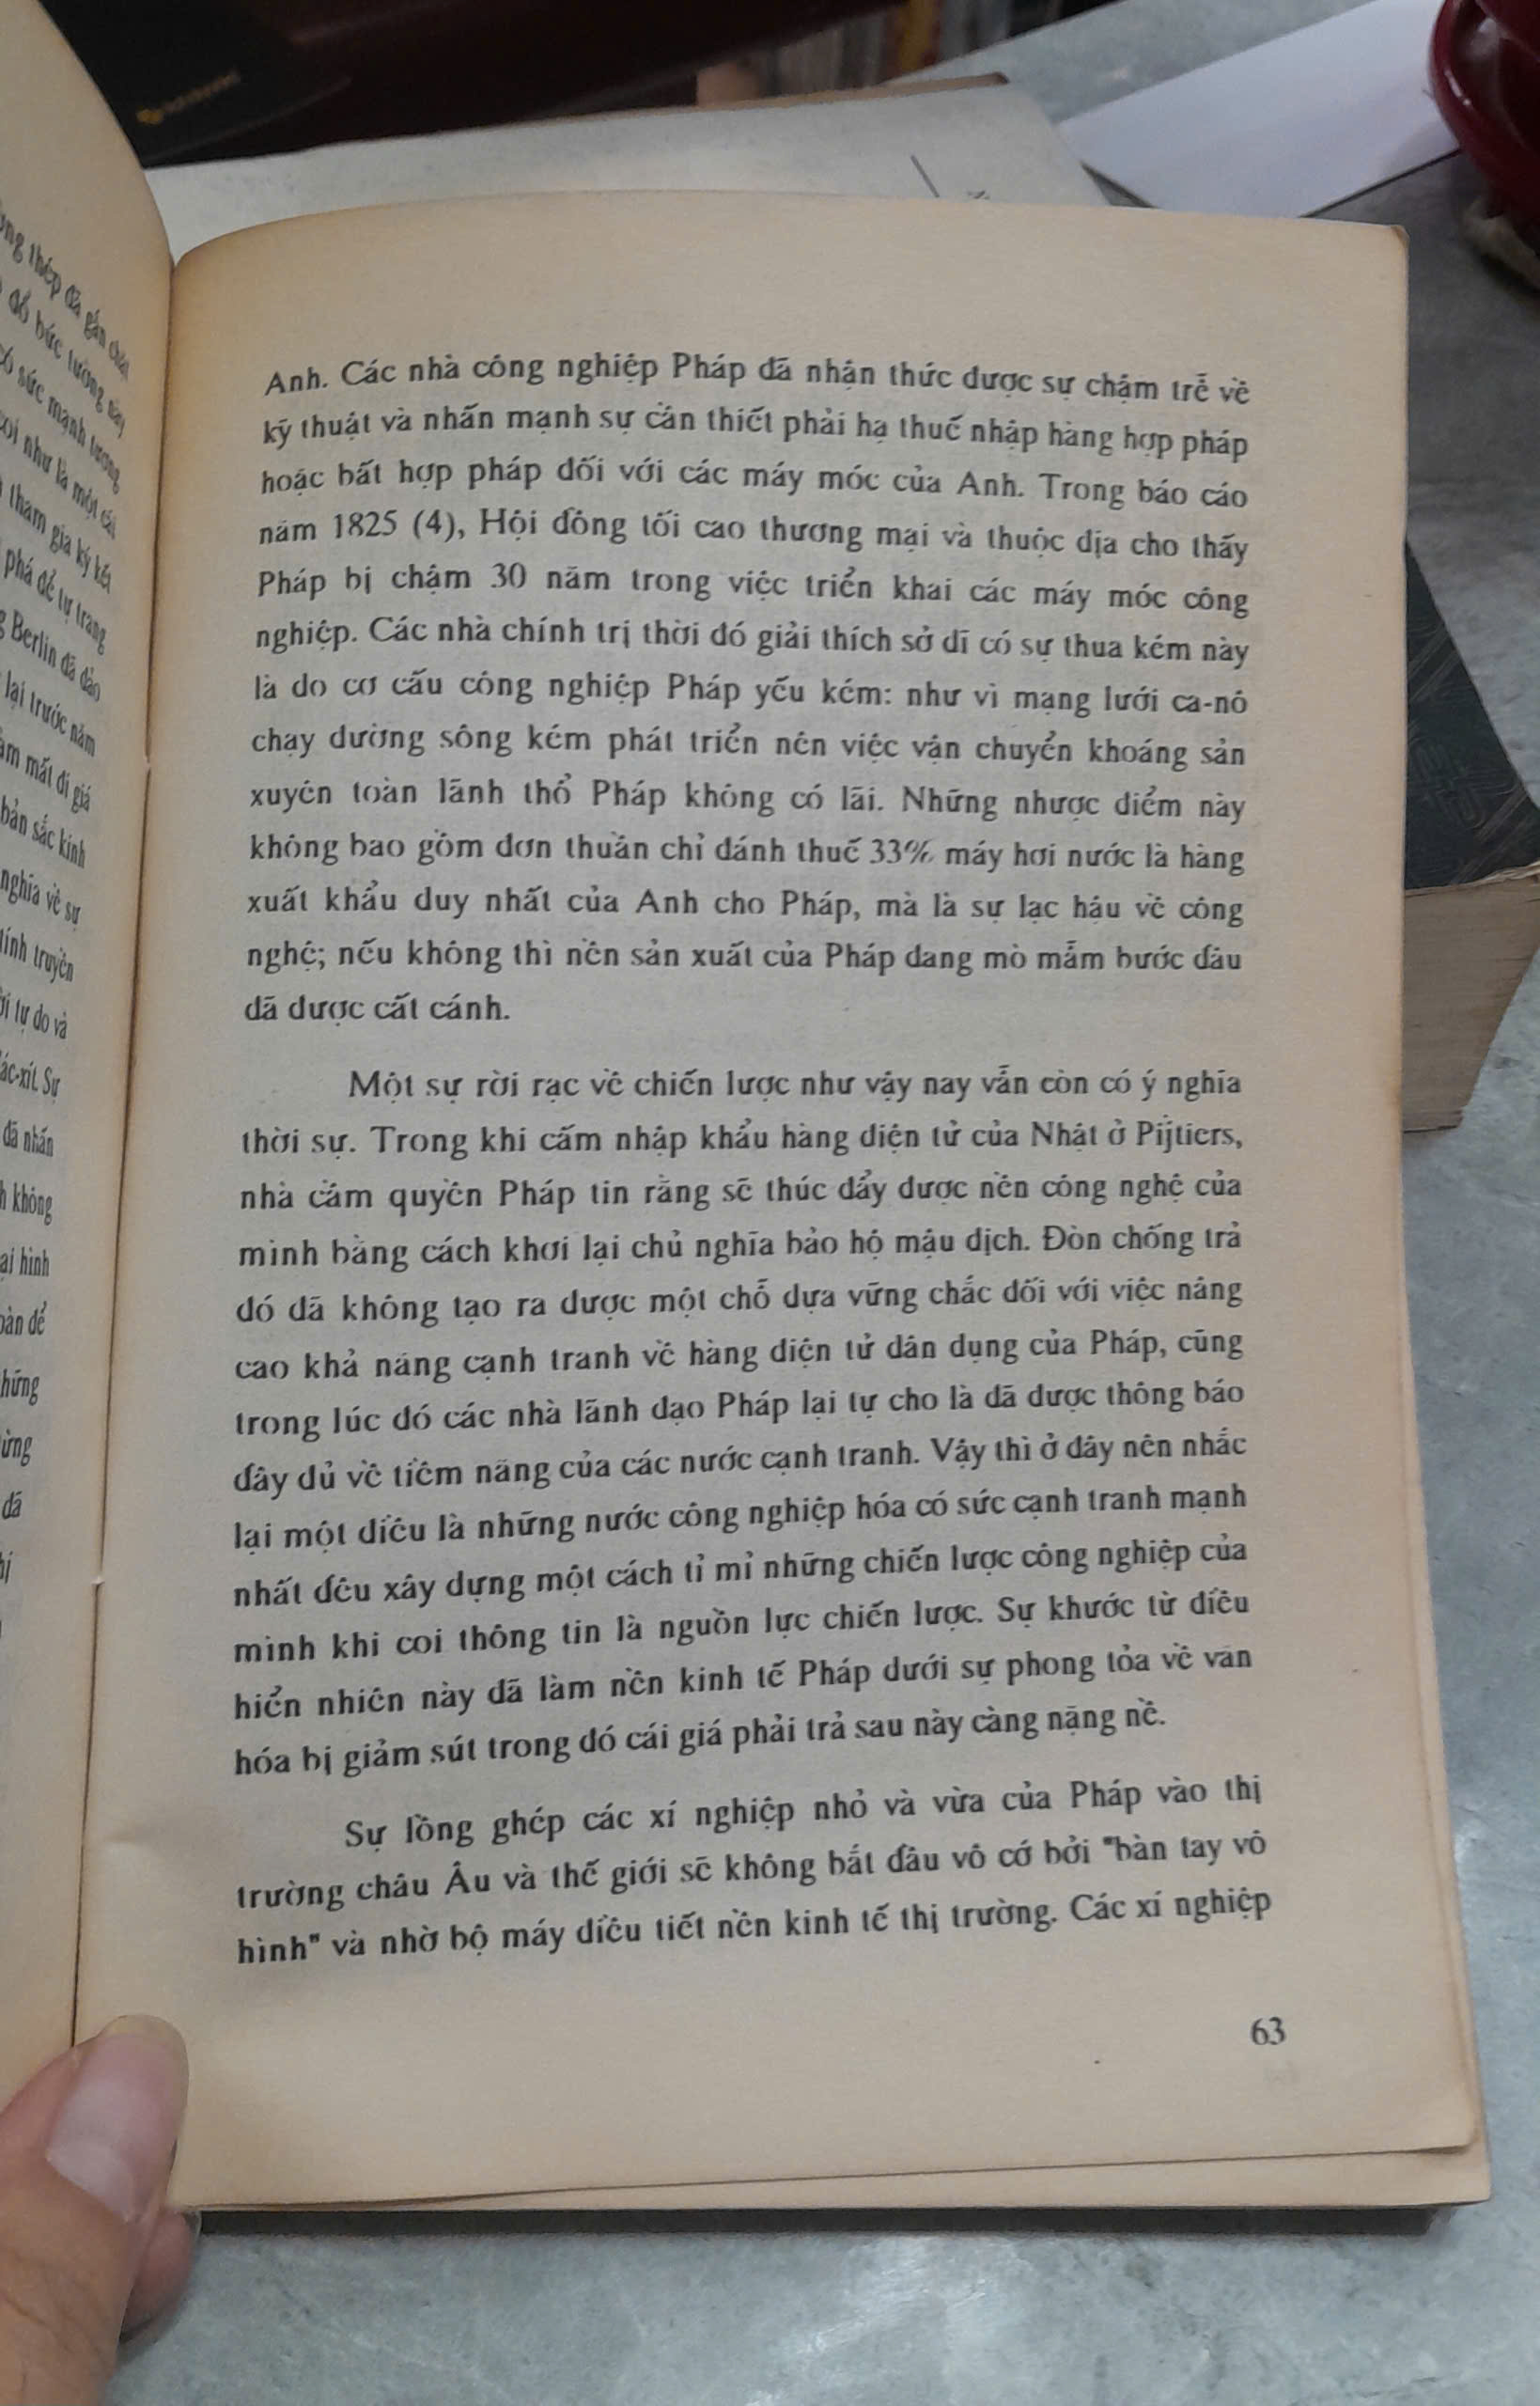 Anh. Các nhà công nghiệp Pháp đã nhận thức được sự chậm trễ về
kỹ thuật và nhấn mạnh sự cần thiết phải hạ thuế nhập hàng hợp pháp
hoặc bất hợp pháp đối với các máy móc của Anh. Trong báo cáo
năm 1825 (4), Hội đồng tối cao thương mại và thuộc địa cho thấy
Pháp bị chậm 30 năm trong việc triển khai các máy móc công
nghiệp. Các nhà chính trị thời đó giải thích sở dĩ có sự thua kém này
là do cơ cấu công nghiệp Pháp yếu kém: như vì mạng lưới ca-nô
chạy đường sông kém phát triển nên việc vận chuyển khoáng sản
xuyên toàn lãnh thổ Pháp không có lãi. Những nhược điểm này
không bao gồm đơn thuần chỉ đánh thuế 33% máy hơi nước là hàng
xuất khẩu duy nhất của Anh cho Pháp, mà là sự lạc hậu về công
nghệ; nếu không thì nền sản xuất của Pháp đang mò mẫm bước đầu
đã được cất cánh.
Một sự rời rạc về chiến lược như vậy nay vẫn còn có ý nghĩa
thời sự. Trong khi cấm nhập khẩu hàng điện tử của Nhật ở Pijtiers,
nhà cầm quyền Pháp tin rằng sẽ thúc đẩy được nền công nghệ của
mình bằng cách khơi lại chủ nghĩa bảo hộ mậu dịch. Đòn chống trả
đó đã không tạo ra được một chỗ dựa vững chắc đối với việc nâng
cao khả năng cạnh tranh về hàng điện tử dân dụng của Pháp, cũng
trong lúc đó các nhà lãnh đạo Pháp lại tự cho là đã được thông báo
đầy đủ về tiềm năng của các nước cạnh tranh. Vậy thì ở đây nên nhắc
lại một điều là những nước công nghiệp hóa có sức cạnh tranh mạnh
nhất đều xây dựng một cách tỉ mỉ những chiến lược công nghiệp của
mình khi coi thông tin là nguồn lực chiến lược. Sự khước từ điều
hiển nhiên này đã làm nền kinh tế Pháp dưới sự phong tỏa về văn
hóa bị giảm sút trong đó cái giá phải trả sau này càng nặng nề.
Sự lồng ghép các xí nghiệp nhỏ và vừa của Pháp vào thị
trường châu Âu và thế giới sẽ không bắt đầu vô cớ bởi "bàn tay vô
hình" và nhờ bộ máy điều tiết nền kinh tế thị trường. Các xí nghiệp
63